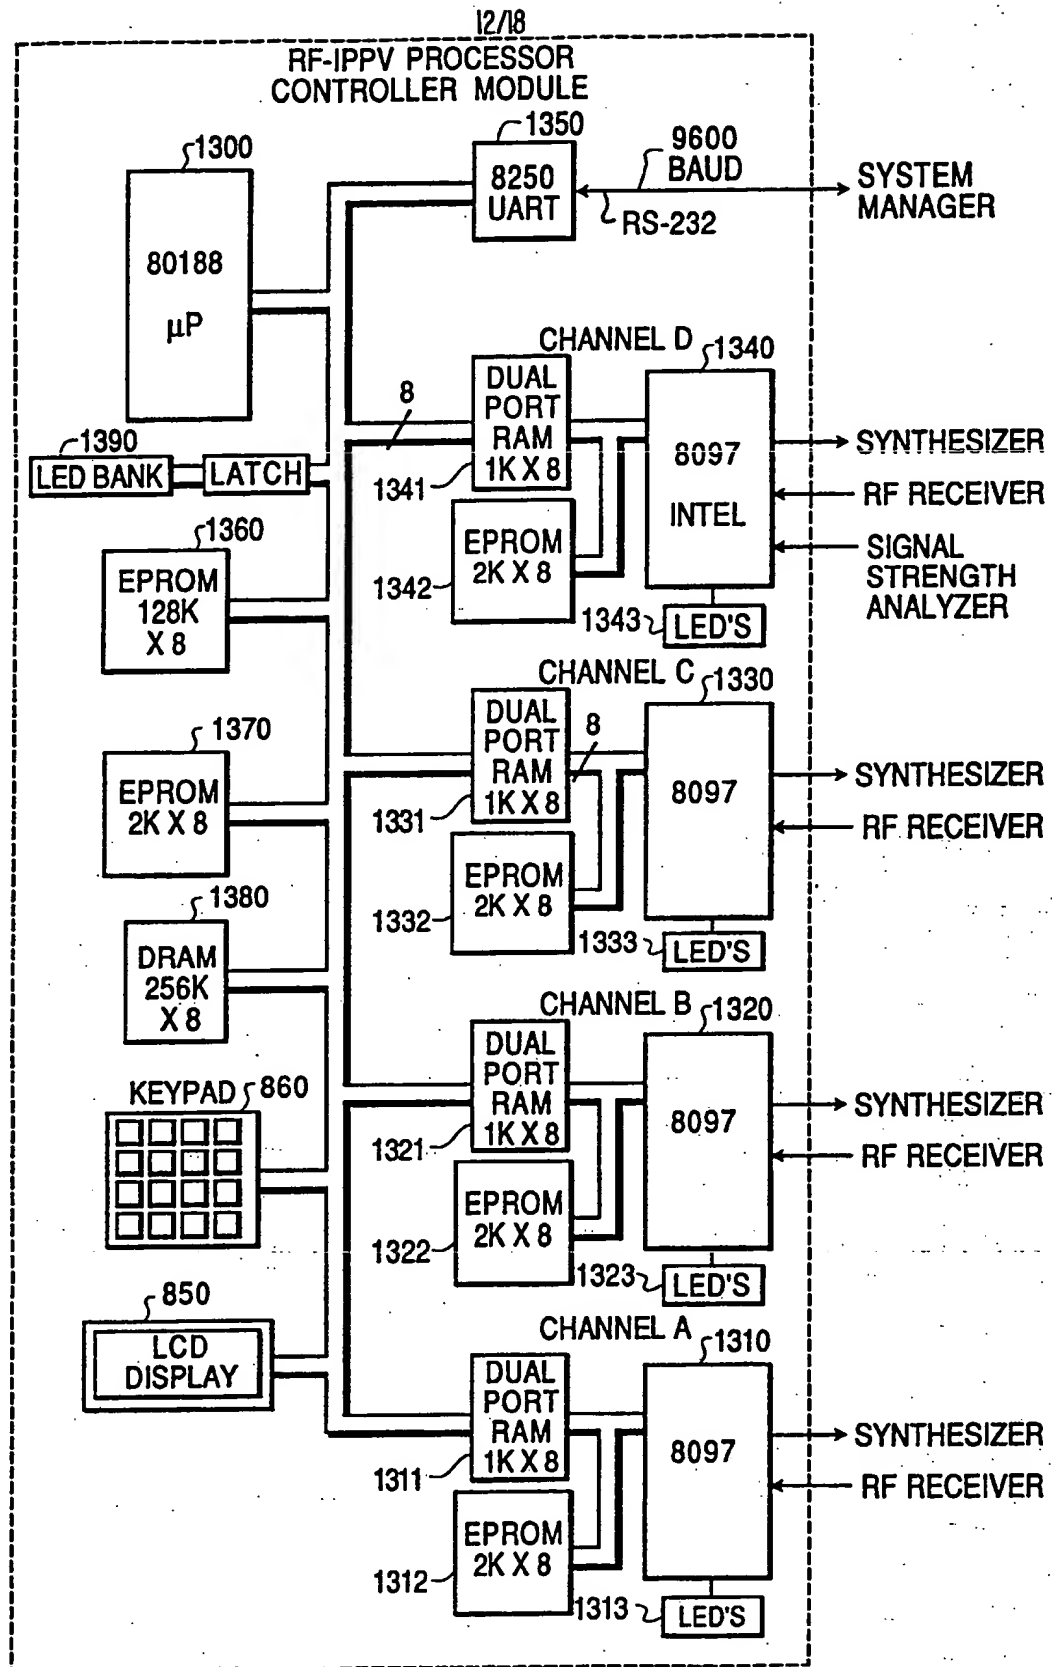 12/18
RF-IPPV PROCESSOR
CONTROLLER MODULE
1300
80188
µP
1350
8250
UART
9600
BAUD
RS-232
SYSTEM
MANAGER
1390
LED BANK
LATCH
1360
EPROM
128K
X 8
1370
EPROM
2K X 8
1380
DRAM
256K
X 8
KEYPAD
860
850
LCD
DISPLAY
CHANNEL D
8
DUAL
PORT
RAM
1K X 8
1341
EPROM
2K X 8
1342
1340
8097
INTEL
1343
LED'S
SYNTHESIZER
RF RECEIVER
SIGNAL
STRENGTH
ANALYZER
CHANNEL C
DUAL
PORT
RAM
1K X 8
1331
8
EPROM
2K X 8
1332
1330
8097
1333
LED'S
SYNTHESIZER
RF RECEIVER
CHANNEL B
DUAL
PORT
RAM
1K X 8
1321
EPROM
2K X 8
1322
1320
8097
1323
LED'S
SYNTHESIZER
RF RECEIVER
CHANNEL A
DUAL
PORT
RAM
1K X 8
1311
EPROM
2K X 8
1312
1310
8097
1313
LED'S
SYNTHESIZER
RF RECEIVER